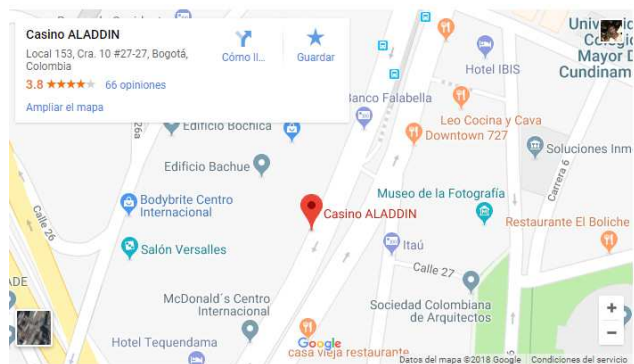 Casino ALADDIN
Local 153, Cra. 10 #27-27, Bogotá,
Colombia
3.8 66 opiniones
Ampliar el mapa
Cómo ll...
Guardar
Hotel IBIS
Colegio
Mayor D
Cundinam
Banco Falabella
Leo Cocina y Cava
Downtown 727
26a
Edificio Bochica
Soluciones Inm
Edificio Bachue
Carrera 6
Bodybrite Centro
Internacional
Museo de la Fotografía
Casino ALADDIN
Restaurante El Boliche
Calle 26
Salón Versalles
Itaú
Calle 27
ADE
McDonald´s Centro
Internacional
Sociedad Colombiana
de Arquitectos
Hotel Tequendama
Google
casa vieja restaurante
Datos del mapa ©2018 Google
Condiciones del servicio